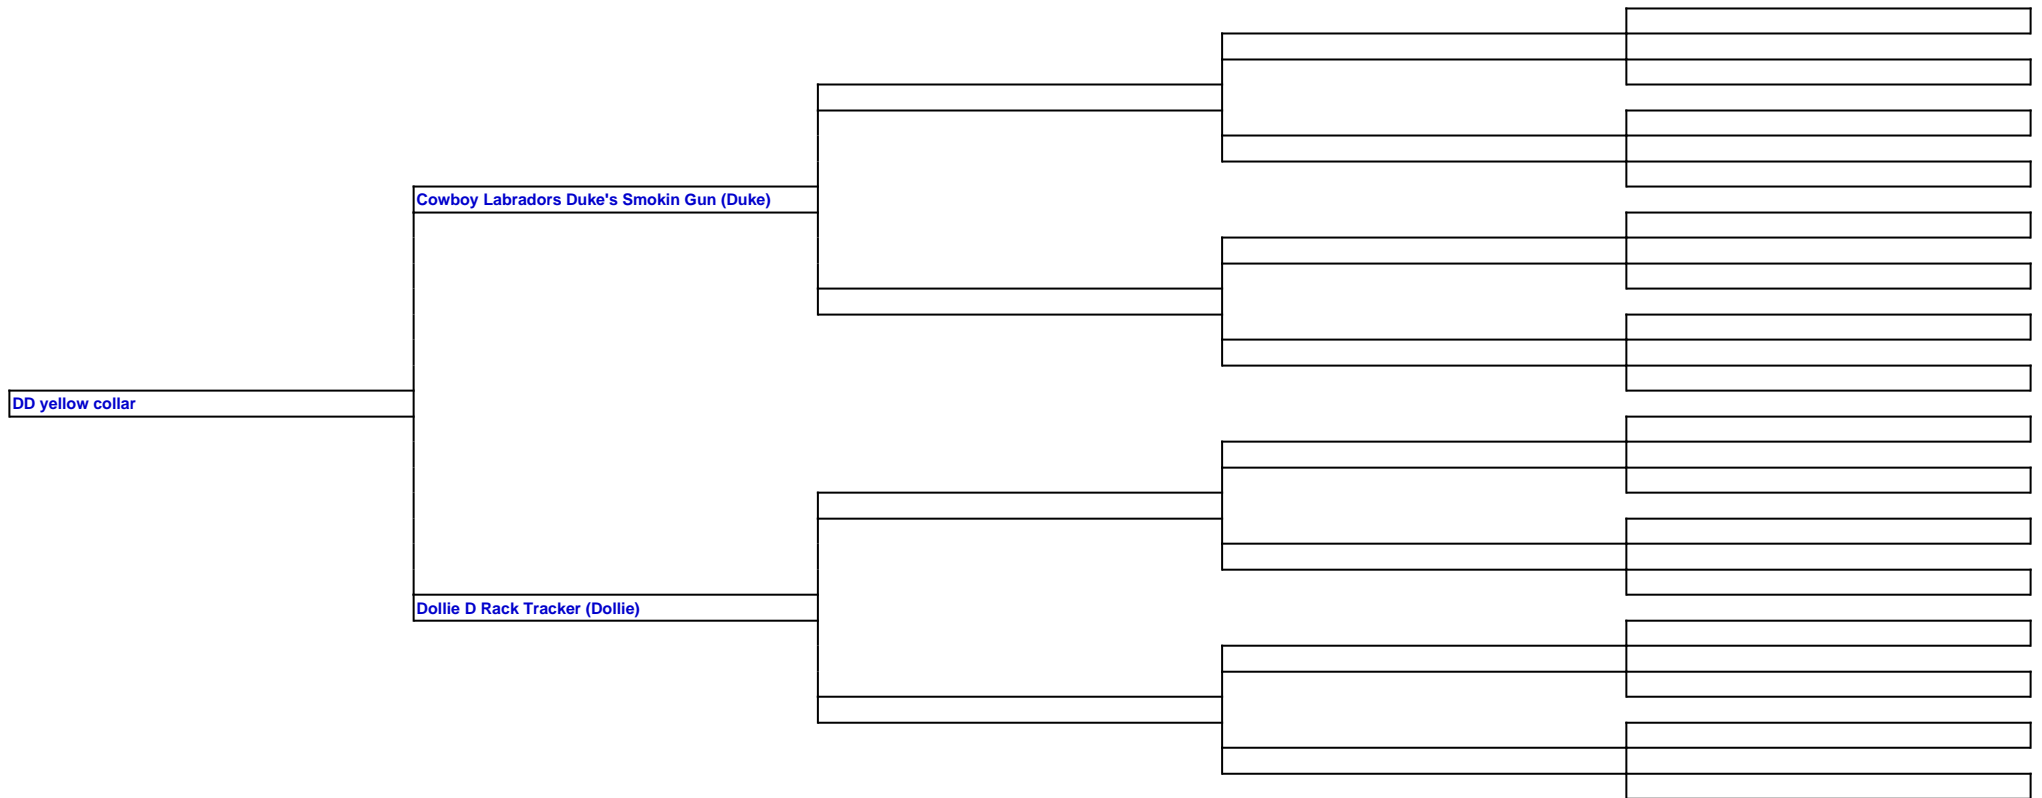 Cowboy Labradors Duke's Smokin Gun (Duke)
DD yellow collar
Dollie D Rack Tracker (Dollie)